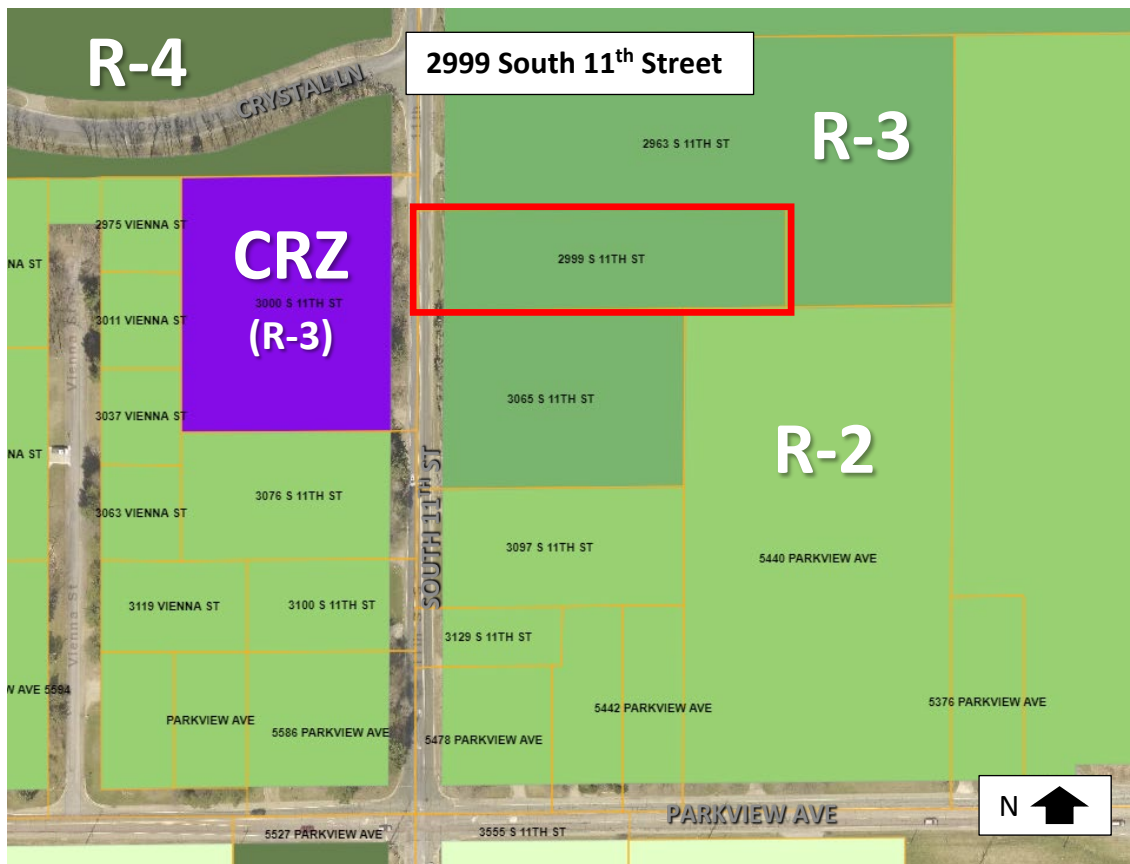 R-4
2999 South 11th Street
CRYSTAL LN
2963 S 11TH ST
R-3
2975 VIENNA ST
NA ST
CRZ
2999 S 11TH ST
3000 S 11TH ST
(R-3)
3011 VIENNA ST
Vienna S
3065 S 11TH ST
3037 VIENNA ST
R-2
NA ST
SOUTH 11TH ST
3076 S 11TH ST
3063 VIENNA ST
3097 S 11TH ST
5440 PARKVIEW AVE
3119 VIENNA ST
3100 S 11TH ST
Vienna St
3129 S 11TH ST
W AVE 5594
5442 PARKVIEW AVE
5376 PARKVIEW AVE
PARKVIEW AVE
5586 PARKVIEW AVE
5478 PARKVIEW AVE
N
PARKVIEW AVE
5527 PARKVIEW AVE
3555 S 11TH ST